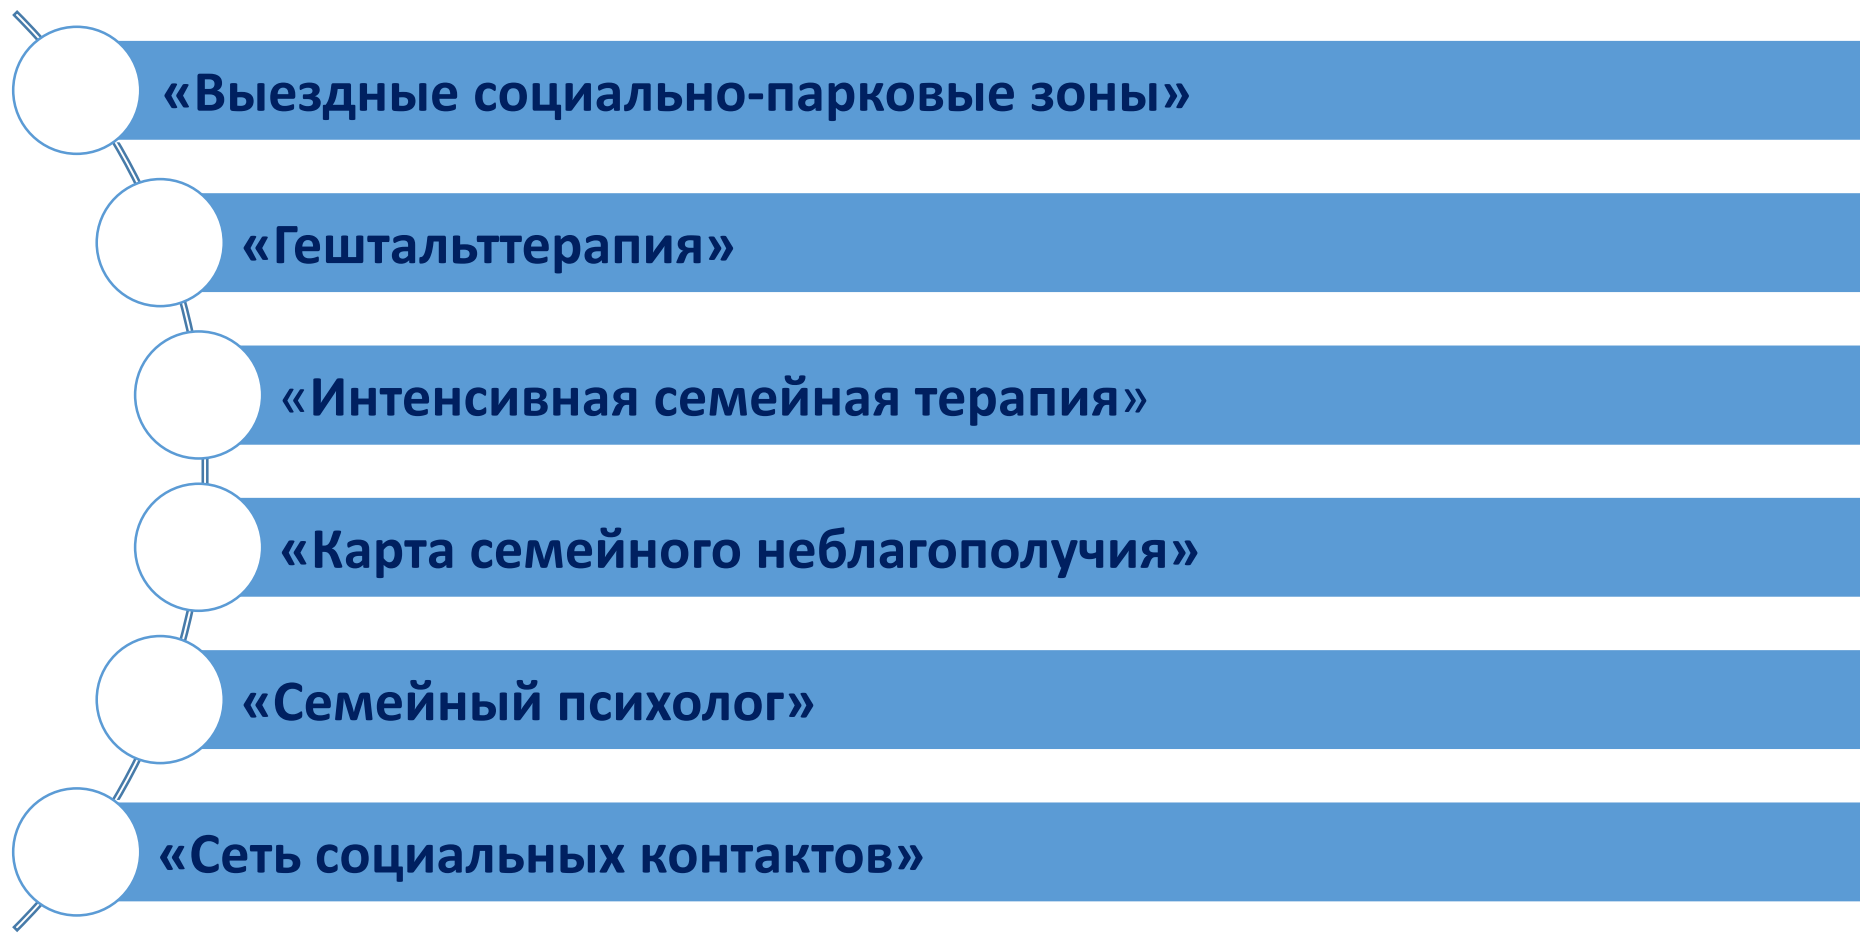 «Выездные социально-парковые зоны»
«Гештальттерапия»
«Интенсивная семейная терапия»
«Карта семейного неблагополучия»
«Семейный психолог»
«Сеть социальных контактов»